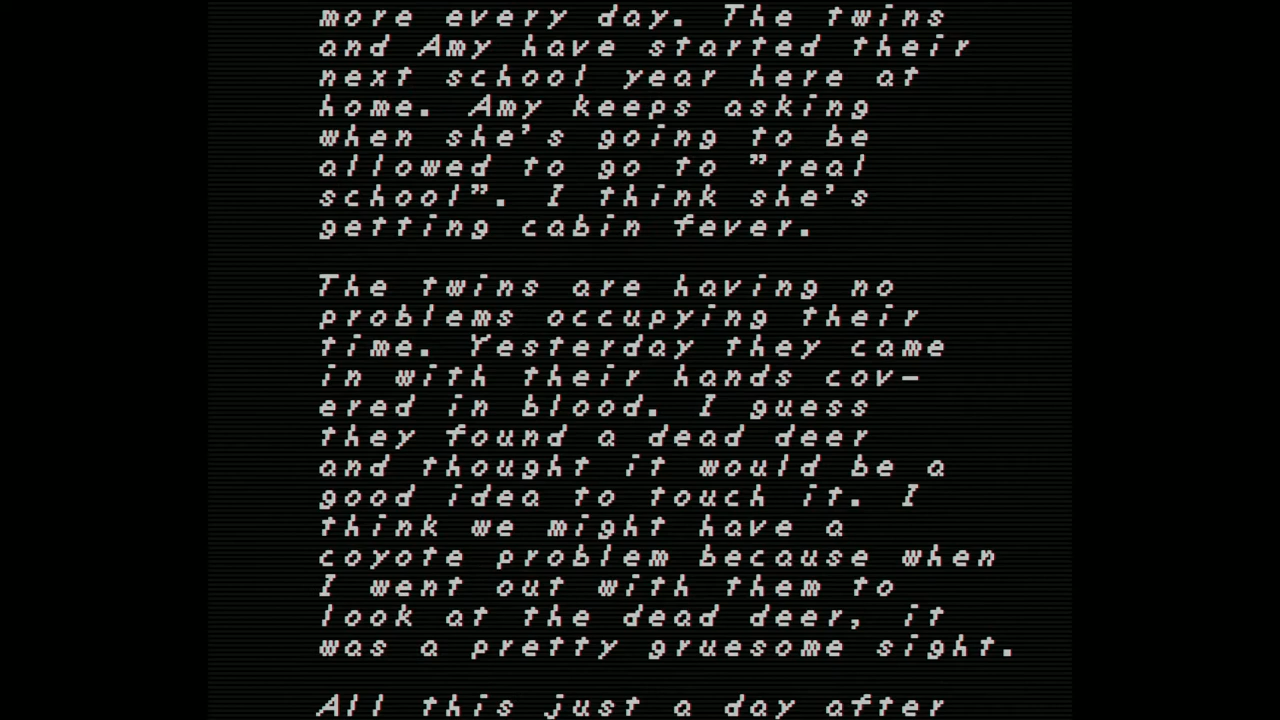 more every day. The twins
and Amy have started their
next school year here at
home. Amy keeps asking
when she's going to be
allowed to go to "real
school". I think she's
getting cabin fever.
The twins are having no
problems occupying their
time. Yesterday they came
in with their hands cov-
ered in blood. I guess
they found a dead deer
and thought it would be a
good idea to touch it. I
think we might have a
coyote problem because when
I went out with them to
look at the dead deer, it
was a pretty gruesome sight.
All this just a day after